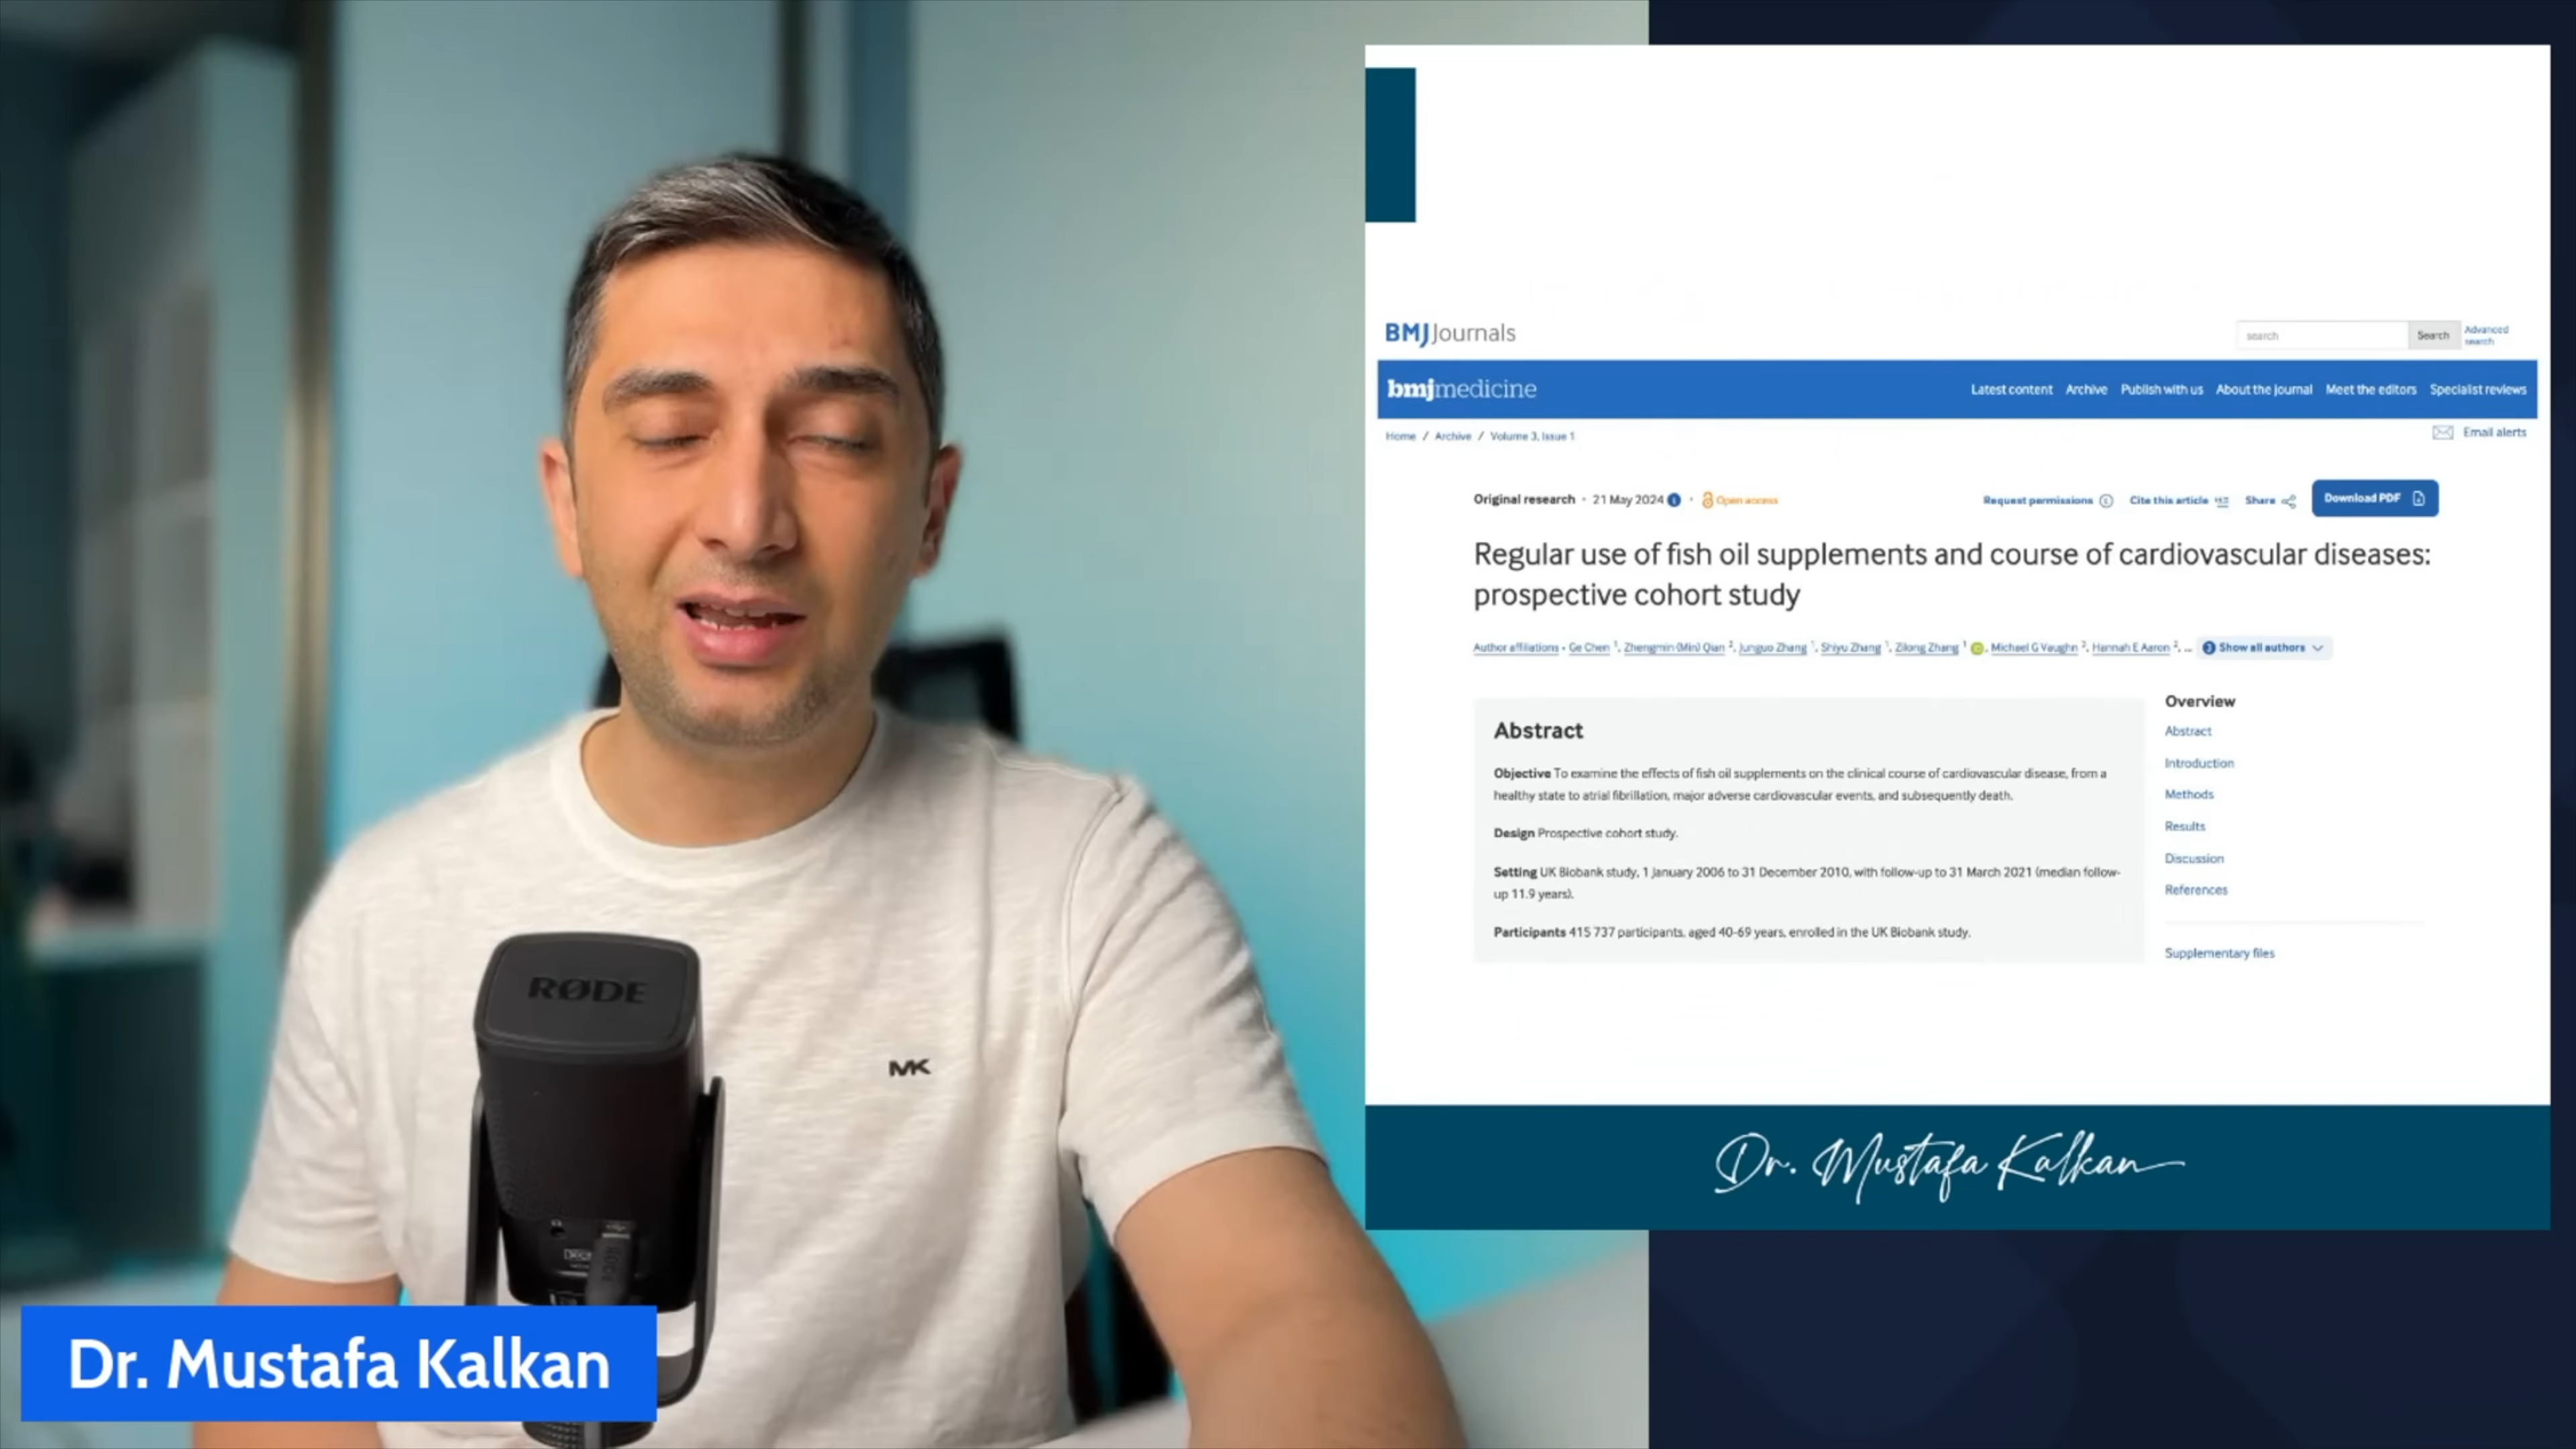 BMJ Journals
search
Search
Advanced search
bmjmedicine
Latest content
Archive
Publish with us
About the journal
Meet the editors
Specialist reviews
Home / Archive / Volume 3, Issue 1
Email alerts
Original research • 21 May 2024 • Open access
Request permissions
Cite this article
Share
Download PDF
Regular use of fish oil supplements and course of cardiovascular diseases:
prospective cohort study
Author affiliations • Ge Chen 1, Zhengmin (Min) Qian 2, Junguo Zhang 1, Shiyu Zhang 1, Zilong Zhang 1, Michael G Vaughn 3, Hannah E Aaron 2, ...
Show all authors
Abstract
Objective To examine the effects of fish oil supplements on the clinical course of cardiovascular disease, from a
healthy state to atrial fibrillation, major adverse cardiovascular events, and subsequently death.
Design Prospective cohort study.
Setting UK Biobank study, 1 January 2006 to 31 December 2010, with follow-up to 31 March 2021 (median follow-
up 11.9 years).
Participants 415 737 participants, aged 40-69 years, enrolled in the UK Biobank study.
Overview
Abstract
Introduction
Methods
Results
Discussion
References
Supplementary files
Dr. Mustafa Kalkan
RØDE
MK
Dr. Mustafa Kalkan